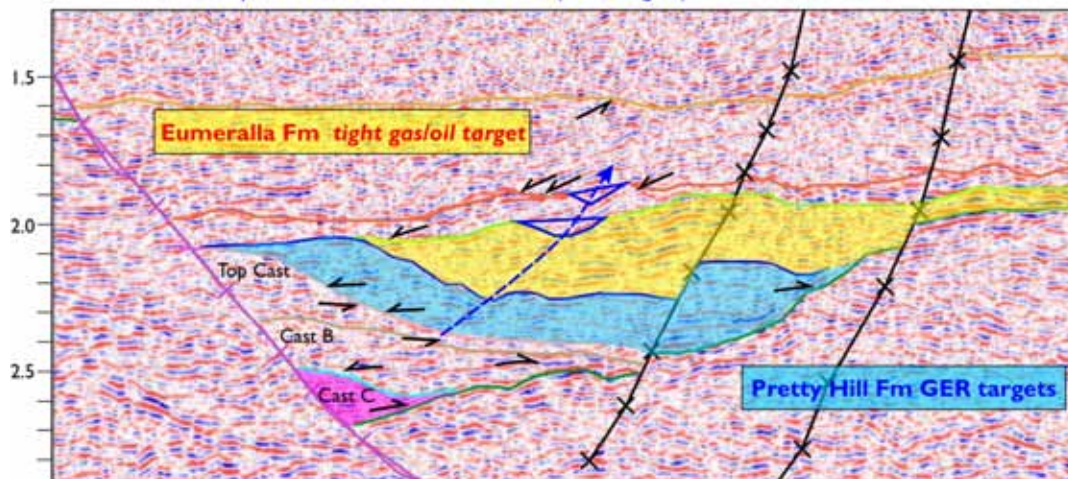 1.5
Eumeralla Fm tight gas/oil target
2.0
Top Cast
Cast B
2.5
Cast C
Pretty Hill Fm GER targets